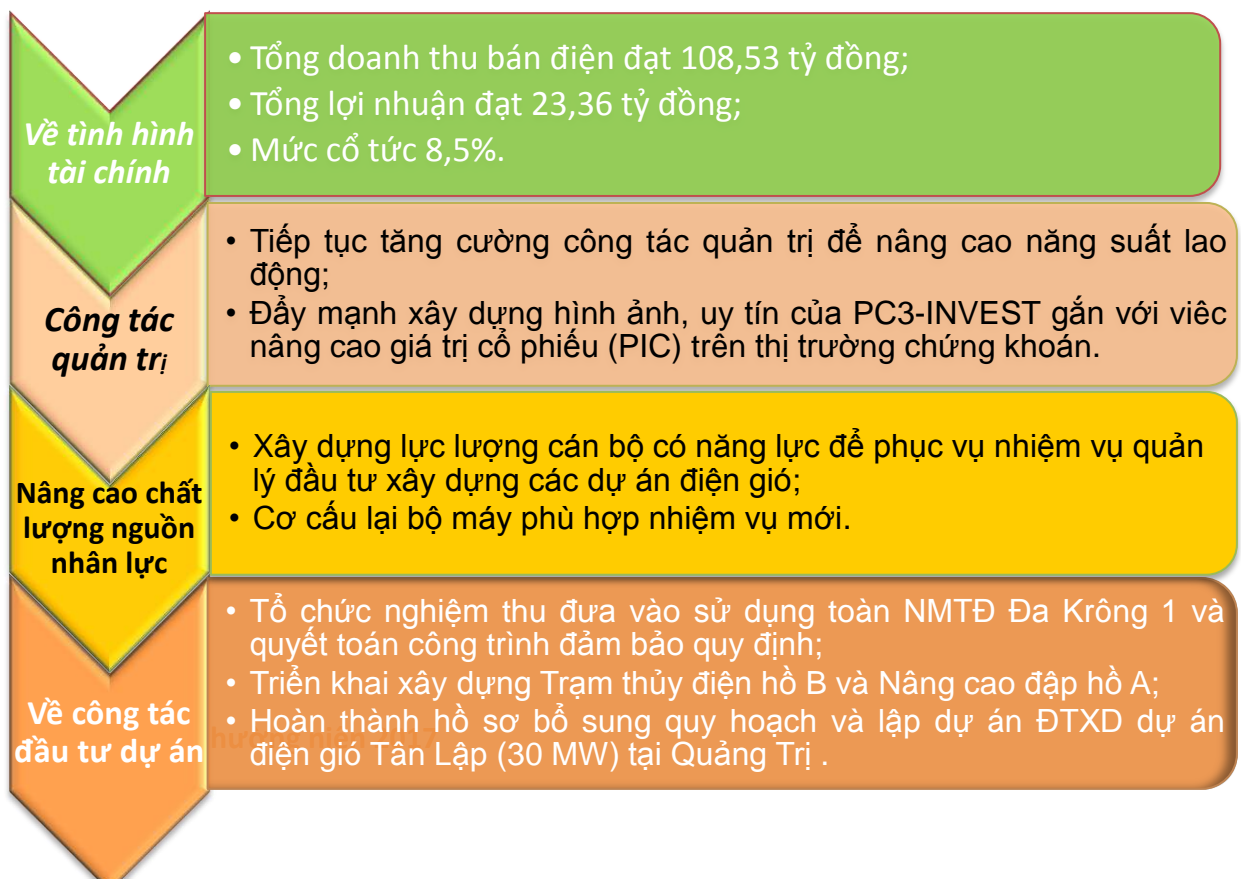 Về tình hình
tài chính
• Tổng doanh thu bán điện đạt 108,53 tỷ đồng;
• Tổng lợi nhuận đạt 23,36 tỷ đồng;
• Mức cổ tức 8,5%.
Công tác
quản trị
• Tiếp tục tăng cường công tác quản trị để nâng cao năng suất lao
động;
• Đẩy mạnh xây dựng hình ảnh, uy tín của PC3-INVEST gắn với viêc
nâng cao giá trị cổ phiếu (PIC) trên thị trường chứng khoán.
Nâng cao chất
lượng nguồn
nhân lực
• Xây dựng lực lượng cán bộ có năng lực để phục vụ nhiệm vụ quản
lý đầu tư xây dựng các dự án điện gió;
• Cơ cấu lại bộ máy phù hợp nhiệm vụ mới.
Về công tác
đầu tư dự án
• Tổ chức nghiệm thu đưa vào sử dụng toàn NMTĐ Đa Krông 1 và
quyết toán công trình đảm bảo quy định;
• Triển khai xây dựng Trạm thủy điện hồ B và Nâng cao đập hồ A;
• Hoàn thành hồ sơ bổ sung quy hoạch và lập dự án ĐTXD dự án
điện gió Tân Lập (30 MW) tại Quảng Trị .
hường niên 2017